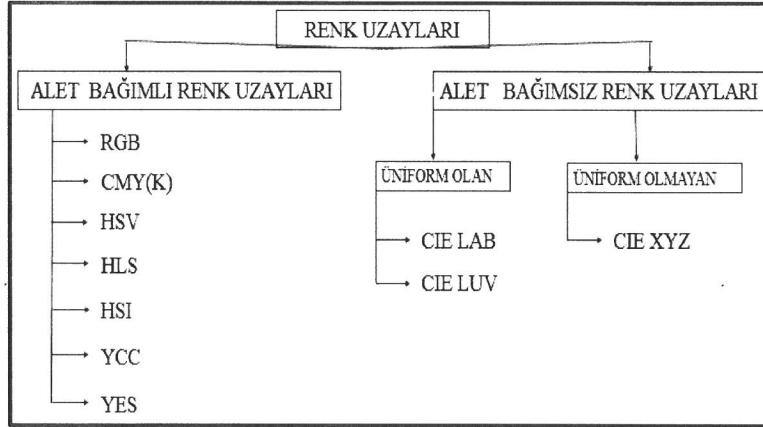 RENK UZAYLARI
ALET BAĞIMLI RENK UZAYLARI
RGB
CMY(K)
HSV
HLS
HSI
YCC
YES
ALET BAĞIMSIZ RENK UZAYLARI
ÜNİFORM OLAN
CIE LAB
CIE LUV
ÜNİFORM OLMAYAN
CIE XYZ